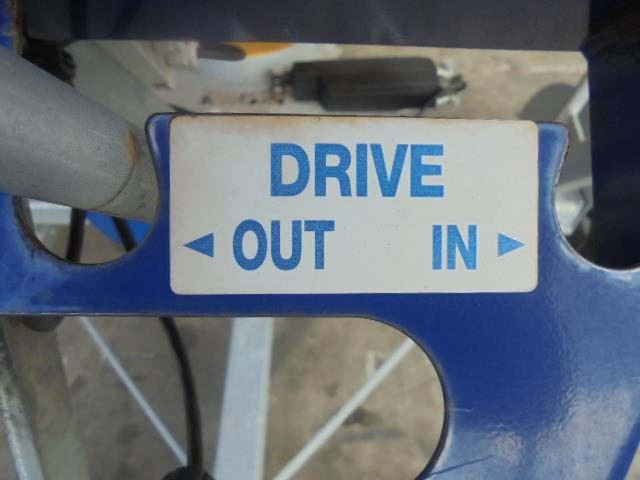 DRIVE
◄ OUT IN ►